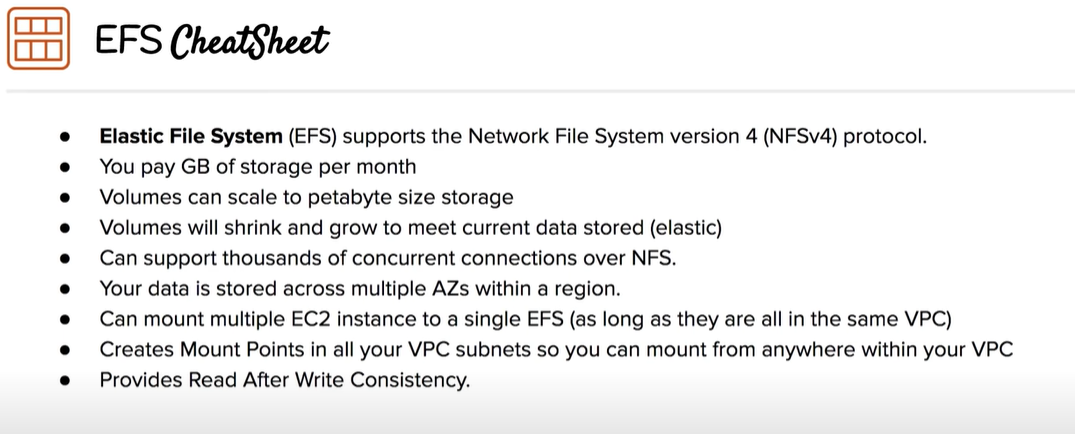 EFS CheatSheet
● Elastic File System (EFS) supports the Network File System version 4 (NFSv4) protocol.
● You pay GB of storage per month
● Volumes can scale to petabyte size storage
● Volumes will shrink and grow to meet current data stored (elastic)
● Can support thousands of concurrent connections over NFS.
● Your data is stored across multiple AZs within a region.
● Can mount multiple EC2 instance to a single EFS (as long as they are all in the same VPC)
● Creates Mount Points in all your VPC subnets so you can mount from anywhere within your VPC
● Provides Read After Write Consistency.